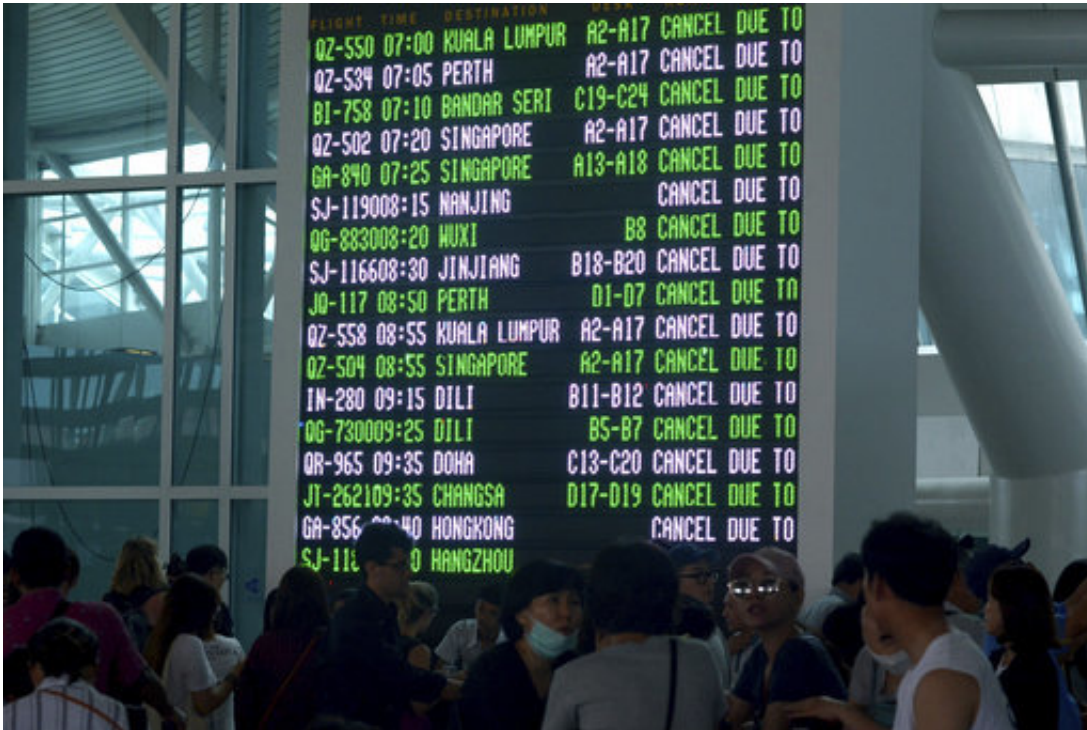 FLIGHT TIME DESTINATION DESK
QZ-550 07:00 KUALA LUMPUR A2-A17 CANCEL DUE TO
QZ-534 07:05 PERTH A2-A17 CANCEL DUE TO
BI-758 07:10 BANDAR SERI C19-C24 CANCEL DUE TO
QZ-502 07:20 SINGAPORE A2-A17 CANCEL DUE TO
GA-840 07:25 SINGAPORE A13-A18 CANCEL DUE TO
SJ-119008:15 NANJING CANCEL DUE TO
QG-883008:20 WUXI B8 CANCEL DUE TO
SJ-116608:30 JINJIANG B18-B20 CANCEL DUE TO
JQ-117 08:50 PERTH D1-D7 CANCEL DUE TO
QZ-558 08:55 KUALA LUMPUR A2-A17 CANCEL DUE TO
QZ-504 08:55 SINGAPORE A2-A17 CANCEL DUE TO
IN-280 09:15 DILI B11-B12 CANCEL DUE TO
QG-730009:25 DILI B5-B7 CANCEL DUE TO
QR-965 09:35 DOHA C13-C20 CANCEL DUE TO
JT-262109:35 CHANGSA D17-D19 CANCEL DUE TO
GA-856 HONGKONG CANCEL DUE TO
HANGZHOU